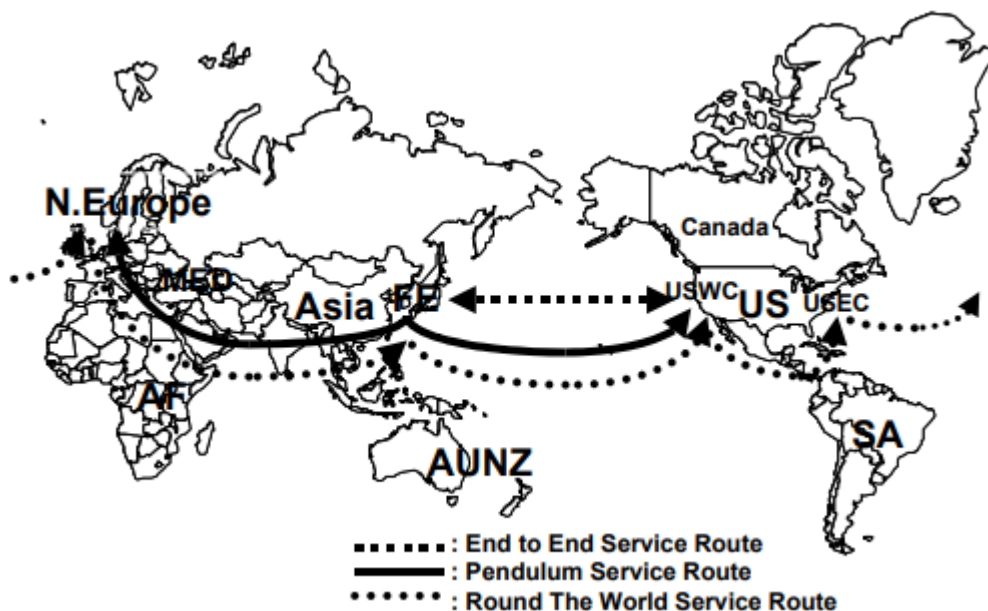 N.Europe
Canada
MED
Asia
FE
USWC
US
USEC
AF
SA
AUNZ
: End to End Service Route
: Pendulum Service Route
: Round The World Service Route